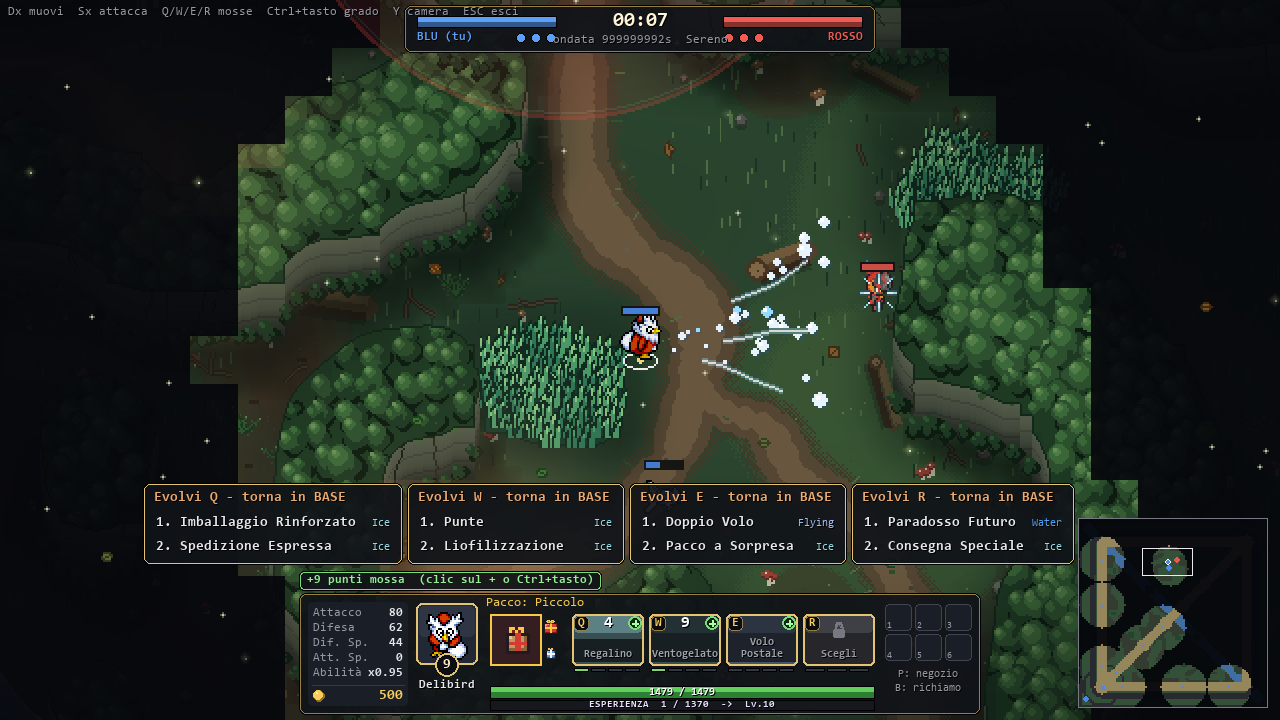 Dx muovi  Sx attacca  Q/W/E/R mosse  Ctrl+tasto grado  Y camera  F esc esci
00:07
BLU (tu)
ondata 999999992s  Sereno
ROSSO
Evolvi Q - torna in BASE
1. Imballaggio Rinforzato  Ice
2. Spedizione Espressa  Ice
Evolvi W - torna in BASE
1. Punte  Ice
2. Liofilizzazione  Ice
Evolvi E - torna in BASE
1. Doppio Volo  Flying
2. Pacco a Sorpresa  Ice
Evolvi R - torna in BASE
1. Paradosso Futuro  Water
2. Consegna Speciale  Ice
+9 punti mossa  (clic sul + o Ctrl+tasto)
Attacco  80
Difesa  62
Dif. Sp.  44
Att. Sp.  0
Abilità  x0.95
500
9
Delibird
Pacco: Piccolo
Q  4
Regalino
W  9
Ventogelato
E
Volo Postale
R
Scegli
1479 / 1479
ESPERIENZA  1 / 1370  ->  Lv.10
1  2  3
4  5  6
P: negozio
B: richiamo